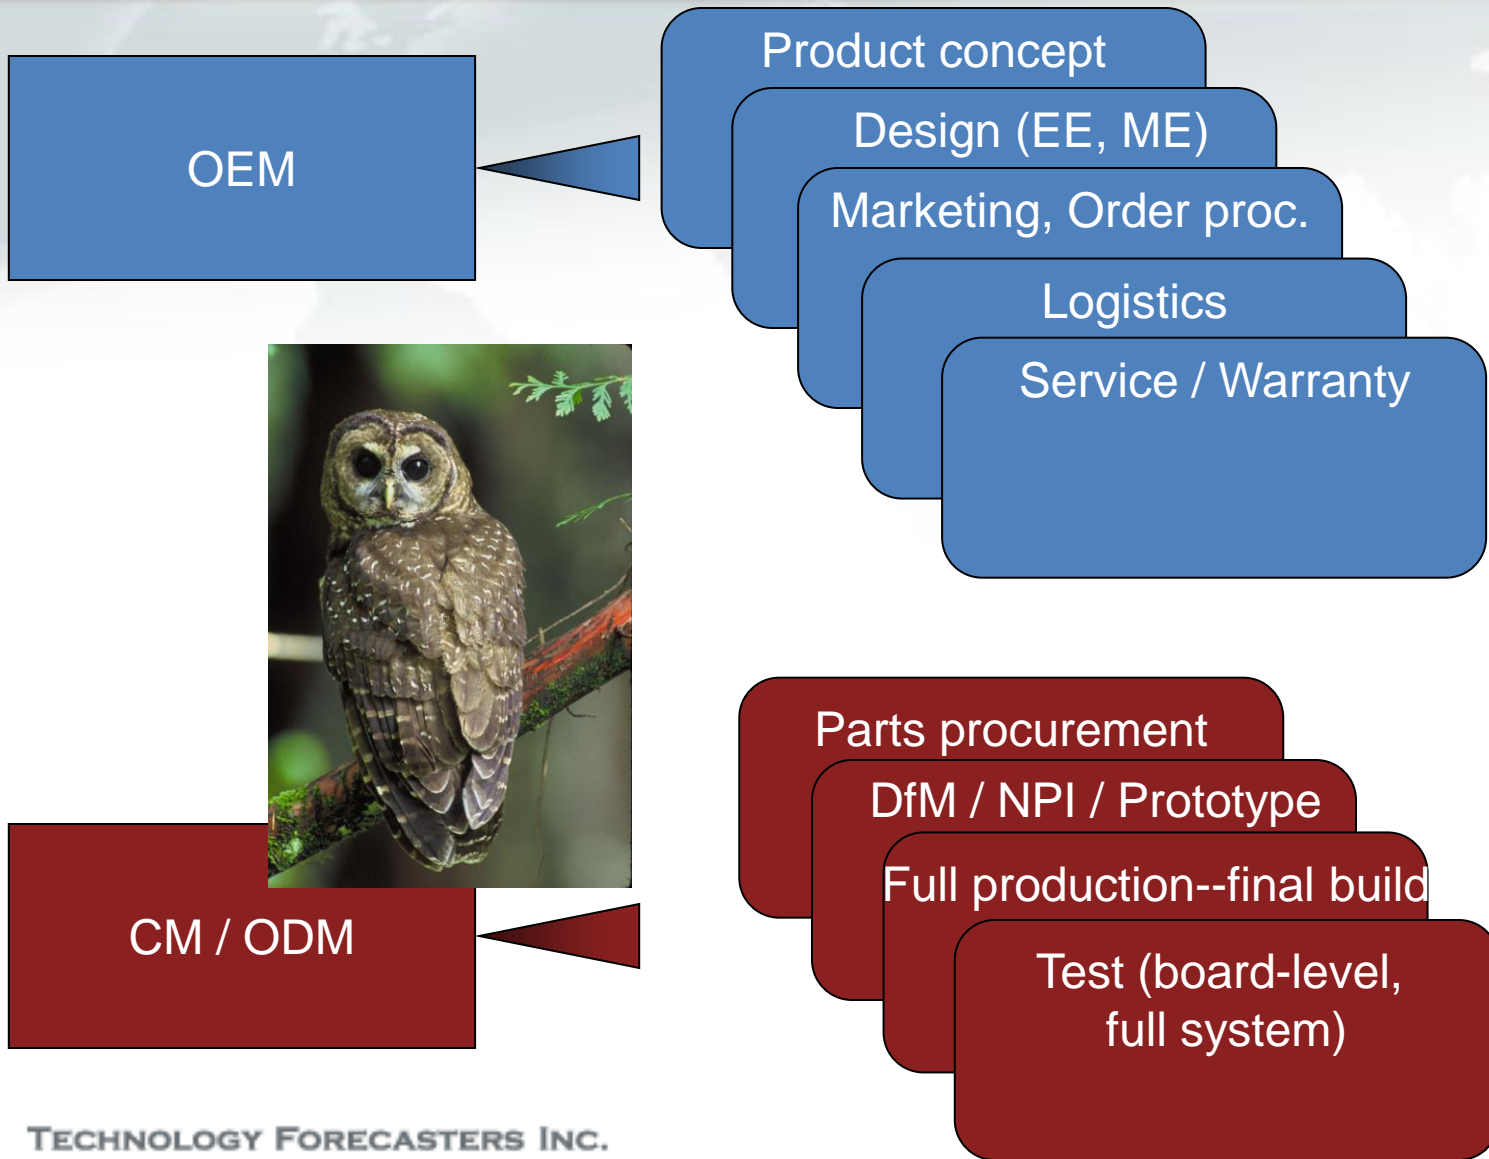 OEM
Product concept
Design (EE, ME)
Marketing, Order proc.
Logistics
Service / Warranty
CM / ODM
Parts procurement
DfM / NPI / Prototype
Full production--final build
Test (board-level,
full system)
TECHNOLOGY FORECASTERS INC.